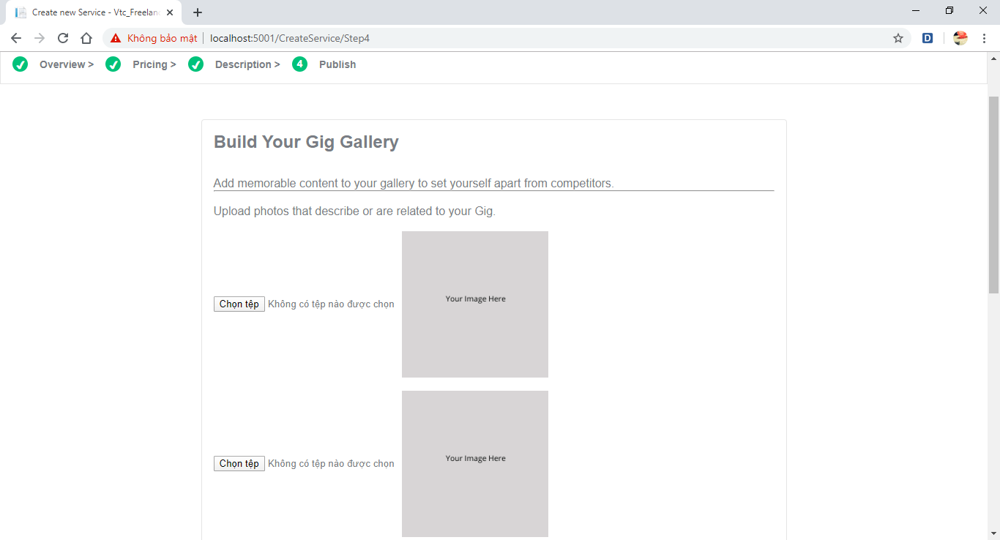 Create new Service - Vtc_Freelan
Không bảo mật localhost:5001/CreateService/Step4
D
Overview > Pricing > Description > 4 Publish
Build Your Gig Gallery
Add memorable content to your gallery to set yourself apart from competitors.
Upload photos that describe or are related to your Gig.
Your Image Here
Chọn tệp Không có tệp nào được chọn
Your Image Here
Chọn tệp Không có tệp nào được chọn